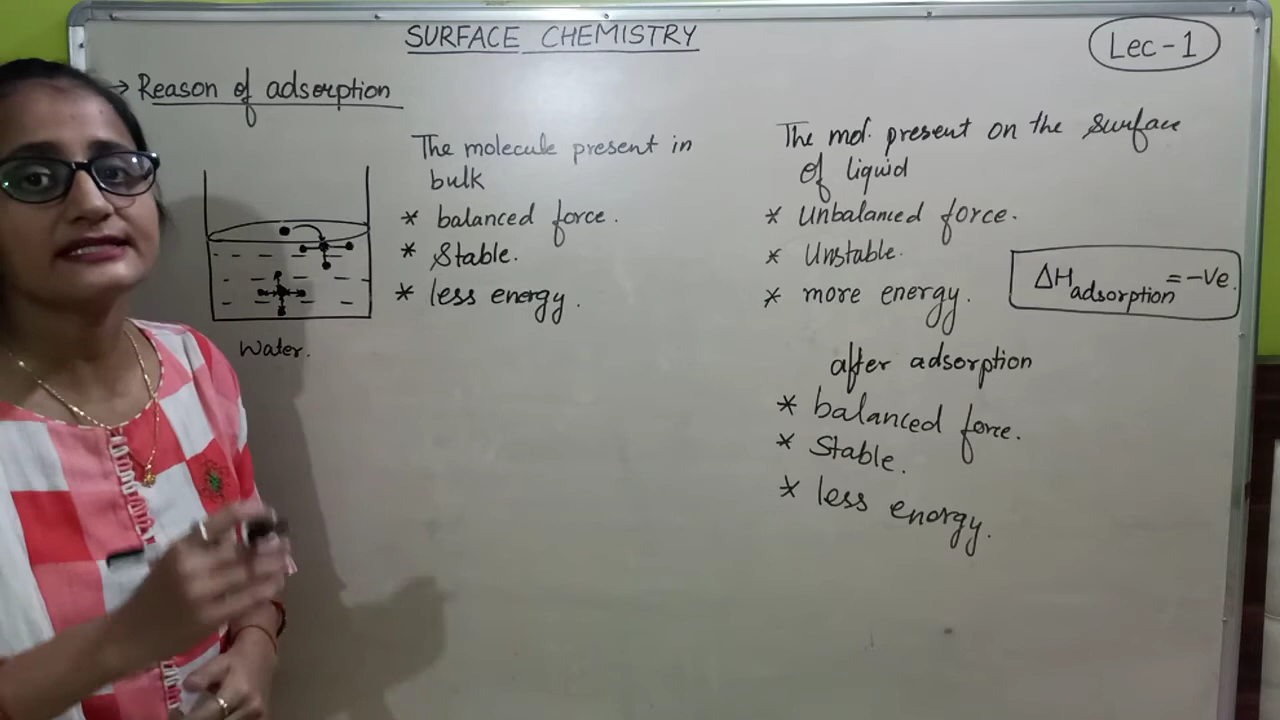 SURFACE CHEMISTRY
Lec-1
→ Reason of adsorption
The molecule present in
bulk
* balanced force.
* Stable.
* less energy.
Water.
The mol. present on the surface
of liquid
* Unbalanced force.
* Unstable.
* more energy.
ΔHadsorption = -Ve.
after adsorption
* balanced force.
* Stable.
* less energy.